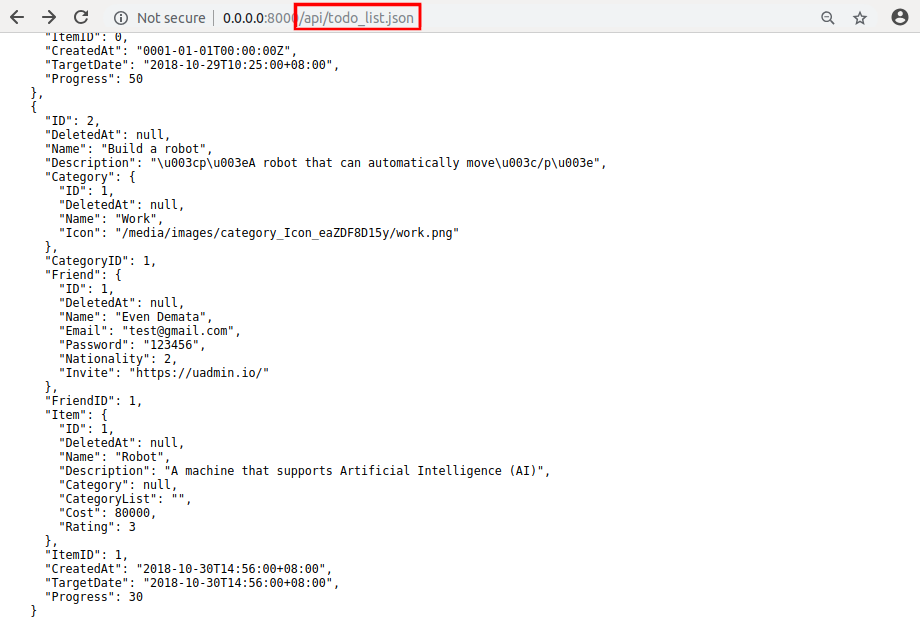 Not secure | 0.0.0.0:8000/api/todo_list.json
"ItemID": 0,
"CreatedAt": "0001-01-01T00:00:00Z",
"TargetDate": "2018-10-29T10:25:00+08:00",
"Progress": 50
},
{
"ID": 2,
"DeletedAt": null,
"Name": "Build a robot",
"Description": "\u003cp\u003eA robot that can automatically move\u003c/p\u003e",
"Category": {
"ID": 1,
"DeletedAt": null,
"Name": "Work",
"Icon": "/media/images/category_Icon_eaZDF8D15y/work.png"
},
"CategoryID": 1,
"Friend": {
"ID": 1,
"DeletedAt": null,
"Name": "Even Demata",
"Email": "test@gmail.com",
"Password": "123456",
"Nationality": 2,
"Invite": "https://uadmin.io/"
},
"FriendID": 1,
"Item": {
"ID": 1,
"DeletedAt": null,
"Name": "Robot",
"Description": "A machine that supports Artificial Intelligence (AI)",
"Category": null,
"CategoryList": "",
"Cost": 80000,
"Rating": 3
},
"ItemID": 1,
"CreatedAt": "2018-10-30T14:56:00+08:00",
"TargetDate": "2018-10-30T14:56:00+08:00",
"Progress": 30
}